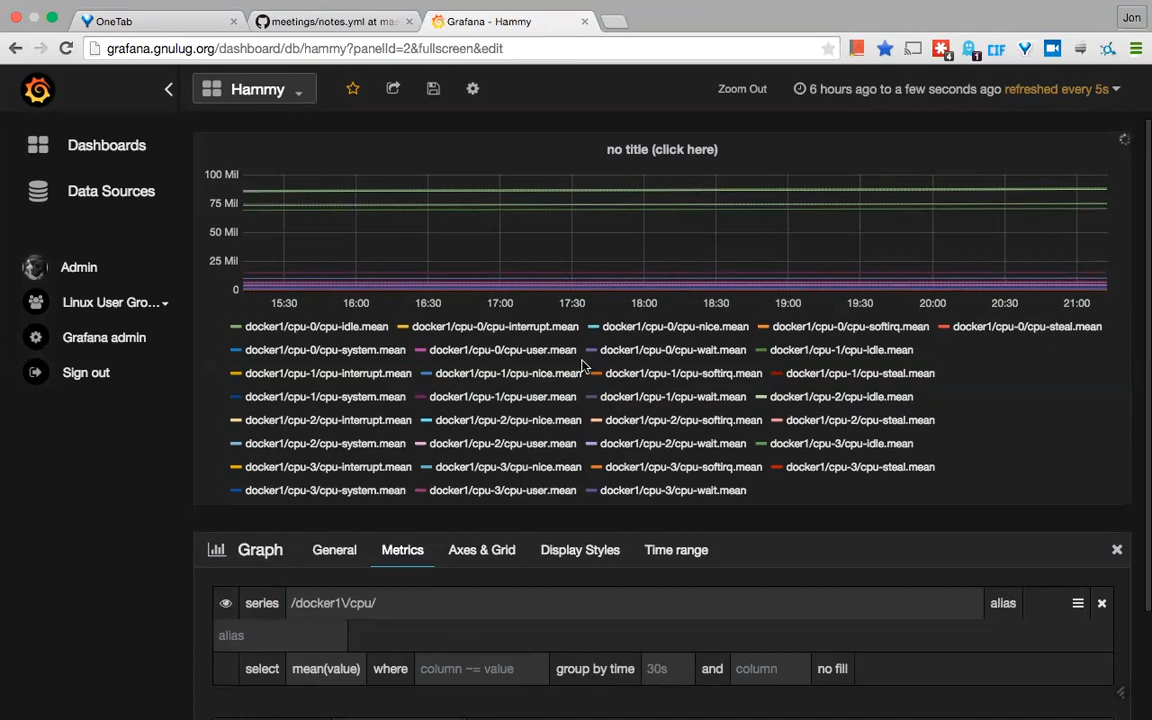 OneTab
meetings/notes.yml at mas
Grafana - Hammy
Jon
grafana.gnulug.org/dashboard/db/hammy?panelId=2&fullscreen&edit
CIF
4
1
Hammy
Zoom Out
6 hours ago to a few seconds ago refreshed every 5s
Dashboards
Data Sources
Admin
Linux User Gro...
Grafana admin
Sign out
no title (click here)
100 Mil
75 Mil
50 Mil
25 Mil
0
15:30 16:00 16:30 17:00 17:30 18:00 18:30 19:00 19:30 20:00 20:30 21:00
docker1/cpu-0/cpu-idle.mean docker1/cpu-0/cpu-interrupt.mean docker1/cpu-0/cpu-nice.mean docker1/cpu-0/cpu-softirq.mean docker1/cpu-0/cpu-steal.mean
docker1/cpu-0/cpu-system.mean docker1/cpu-0/cpu-user.mean docker1/cpu-0/cpu-wait.mean docker1/cpu-1/cpu-idle.mean
docker1/cpu-1/cpu-interrupt.mean docker1/cpu-1/cpu-nice.mean docker1/cpu-1/cpu-softirq.mean docker1/cpu-1/cpu-steal.mean
docker1/cpu-1/cpu-system.mean docker1/cpu-1/cpu-user.mean docker1/cpu-1/cpu-wait.mean docker1/cpu-2/cpu-idle.mean
docker1/cpu-2/cpu-interrupt.mean docker1/cpu-2/cpu-nice.mean docker1/cpu-2/cpu-softirq.mean docker1/cpu-2/cpu-steal.mean
docker1/cpu-2/cpu-system.mean docker1/cpu-2/cpu-user.mean docker1/cpu-2/cpu-wait.mean docker1/cpu-3/cpu-idle.mean
docker1/cpu-3/cpu-interrupt.mean docker1/cpu-3/cpu-nice.mean docker1/cpu-3/cpu-softirq.mean docker1/cpu-3/cpu-steal.mean
docker1/cpu-3/cpu-system.mean docker1/cpu-3/cpu-user.mean docker1/cpu-3/cpu-wait.mean
Graph General Metrics Axes & Grid Display Styles Time range
series /docker1\/cpu/ alias
alias
select mean(value) where column ~= value group by time 30s and column no fill